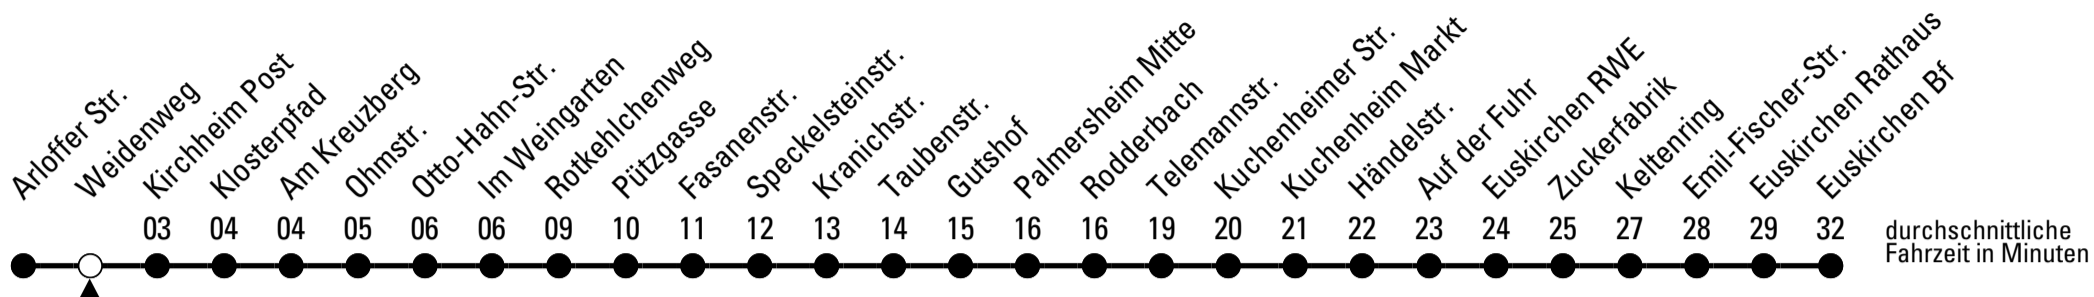 Arloffer Str.
Weidenweg
Kirchheim Post
Klosterpfad
Am Kreuzberg
Ohmstr.
Otto-Hahn-Str.
Im Weingarten
Rotkehlchenweg
Pützgasse
Fasanenstr.
Speckelsteinstr.
Kranichstr.
Taubenstr.
Gutshof
Palmersheim Mitte
Rodderbach
Telemannstr.
Kuchenheimer Str.
Kuchenheim Markt
Händelstr.
Auf der Fuhr
Euskirchen RWE
Zuckerfabrik
Keltenring
Emil-Fischer-Str.
Euskirchen Rathaus
Euskirchen Bf
03 04 04 05 06 06 09 10 11 12 13 14 15 16 16 19 20 21 22 23 24 25 27 28 29 32
durchschnittliche
Fahrzeit in Minuten